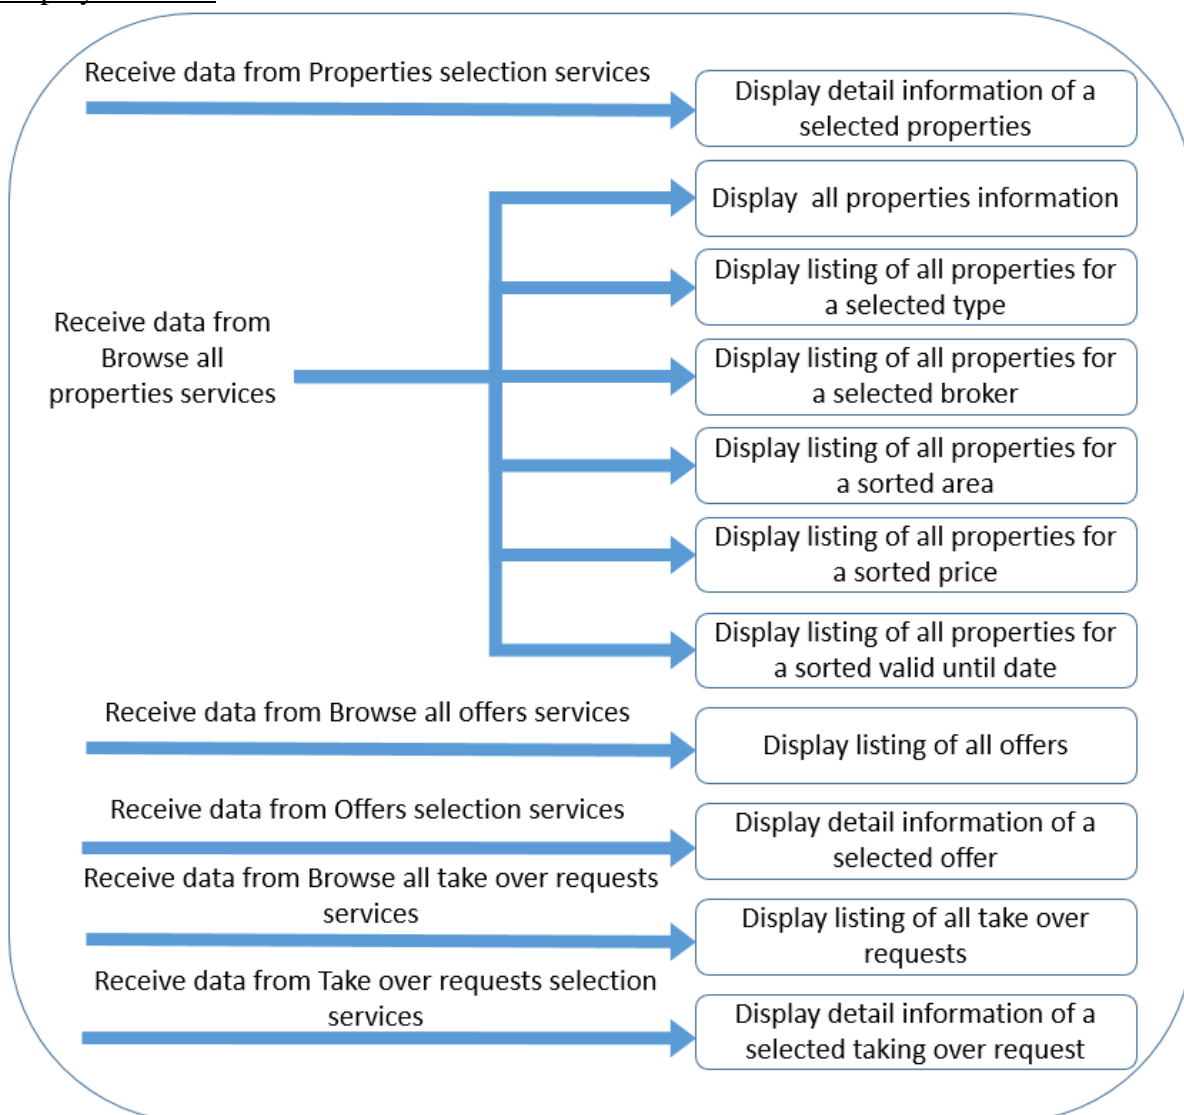 Receive data from Properties selection services
Display detail information of a
selected properties
Display all properties information
Display listing of all properties for
a selected type
Receive data from
Browse all
properties services
Display listing of all properties for
a selected broker
Display listing of all properties for
a sorted area
Display listing of all properties for
a sorted price
Display listing of all properties for
a sorted valid until date
Receive data from Browse all offers services
Display listing of all offers
Receive data from Offers selection services
Display detail information of a
selected offer
Receive data from Browse all take over requests
services
Display listing of all take over
requests
Receive data from Take over requests selection
services
Display detail information of a
selected taking over request